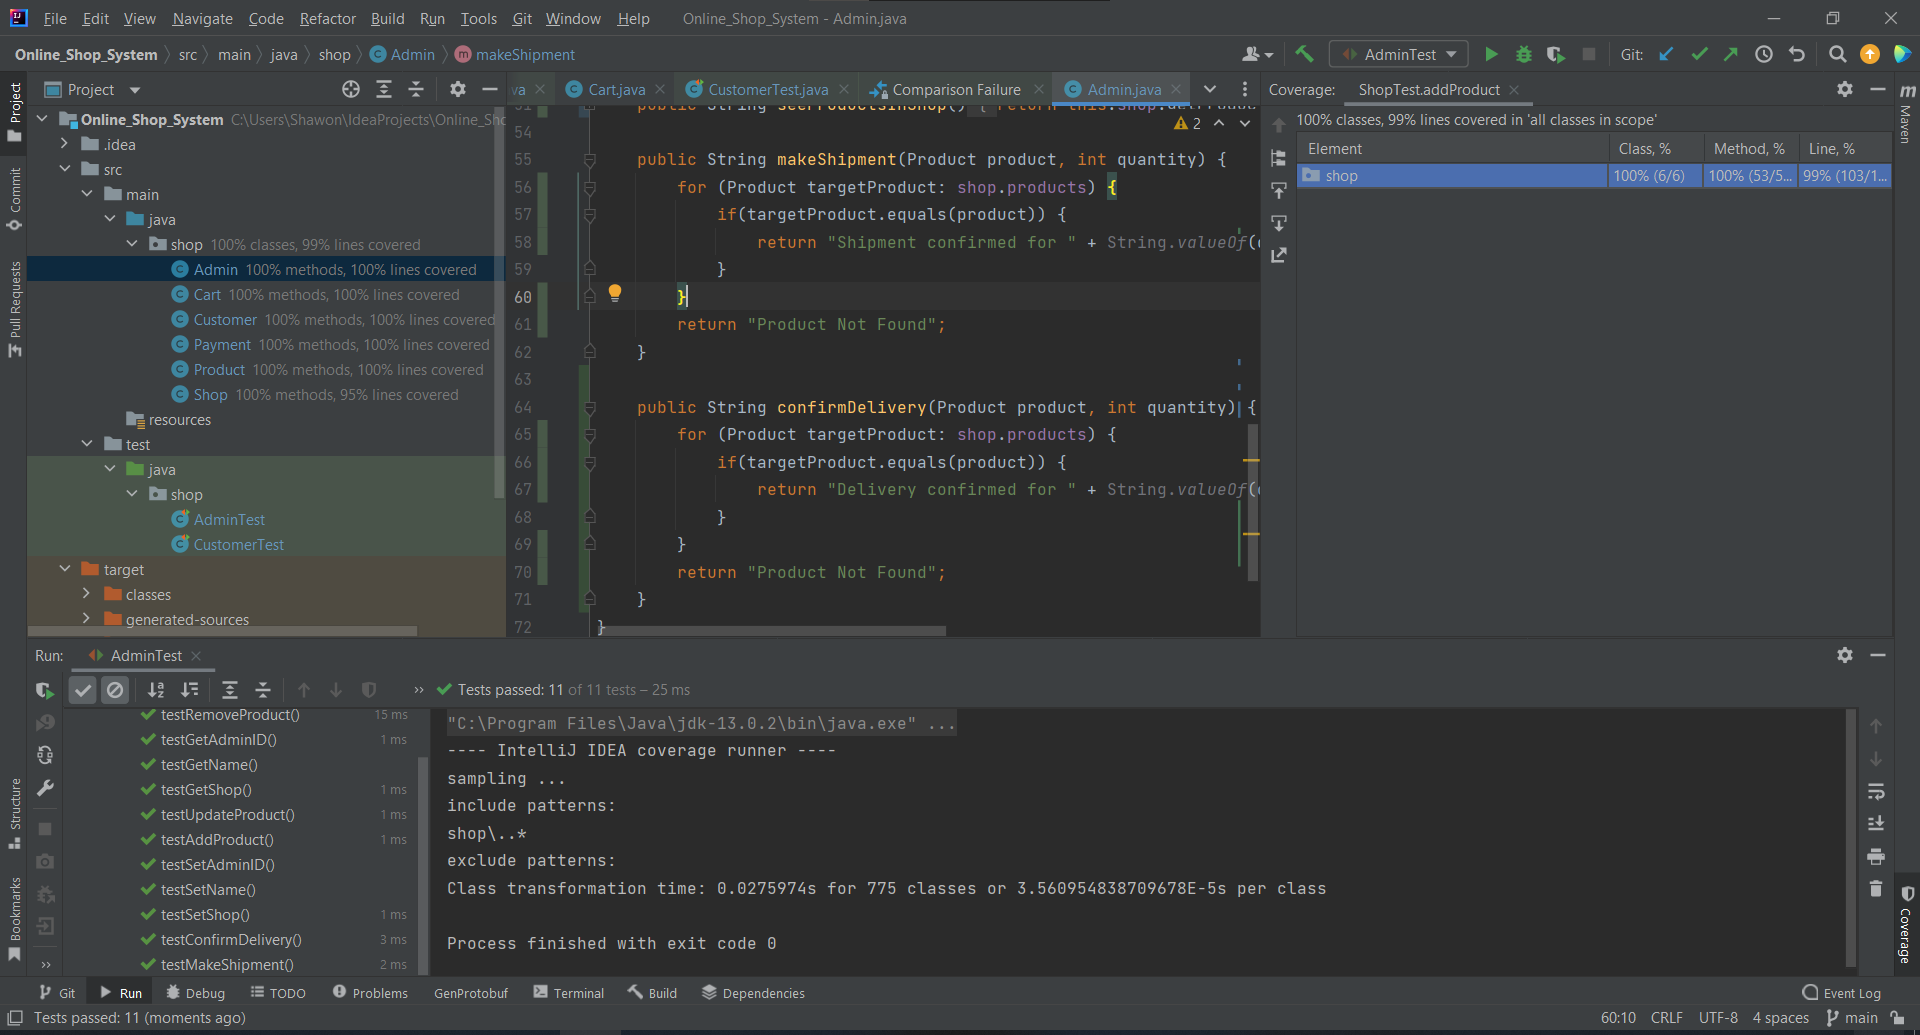 File Edit View Navigate Code Refactor Build Run Tools Git Window Help Online_Shop_System - Admin.java
Online_Shop_System src main java shop Admin makeShipment
AdminTest
Git:
Project
va Cart.java CustomerTest.java Comparison Failure Admin.java
Coverage: ShopTest.addProduct
Project
Commit
Pull Requests
Structure
Bookmarks
Maven
Coverage
Online_Shop_System C:\Users\Shawon\IdeaProjects\Online_Sho
.idea
src
main
java
shop 100% classes, 99% lines covered
Admin 100% methods, 100% lines covered
Cart 100% methods, 100% lines covered
Customer 100% methods, 100% lines covered
Payment 100% methods, 100% lines covered
Product 100% methods, 100% lines covered
Shop 100% methods, 95% lines covered
resources
test
java
shop
AdminTest
CustomerTest
target
classes
generated-sources
2
54
55 public String makeShipment(Product product, int quantity) {
56 for (Product targetProduct: shop.products) {
57 if(targetProduct.equals(product)) {
58 return "Shipment confirmed for " + String.valueOf(
59 }
60 }
61 return "Product Not Found";
62 }
63
64 public String confirmDelivery(Product product, int quantity) {
65 for (Product targetProduct: shop.products) {
66 if(targetProduct.equals(product)) {
67 return "Delivery confirmed for " + String.valueOf(
68 }
69 }
70 return "Product Not Found";
71 }
72 }
100% classes, 99% lines covered in 'all classes in scope'
Element Class, % Method, % Line, %
shop 100% (6/6) 100% (53/5... 99% (103/1...
Run: AdminTest
Tests passed: 11 of 11 tests – 25 ms
testRemoveProduct() 15 ms
testGetAdminID() 1 ms
testGetName()
testGetShop() 1 ms
testUpdateProduct() 1 ms
testAddProduct() 1 ms
testSetAdminID()
testSetName()
testSetShop() 1 ms
testConfirmDelivery() 3 ms
testMakeShipment() 2 ms
"C:\Program Files\Java\jdk-13.0.2\bin\java.exe" ...
---- IntelliJ IDEA coverage runner ----
sampling ...
include patterns:
shop\..*
exclude patterns:
Class transformation time: 0.0275974s for 775 classes or 3.560954838709678E-5s per class
Process finished with exit code 0
Git Run Debug TODO Problems GenProtobuf Terminal Build Dependencies Event Log
Tests passed: 11 (moments ago) 60:10 CRLF UTF-8 4 spaces main